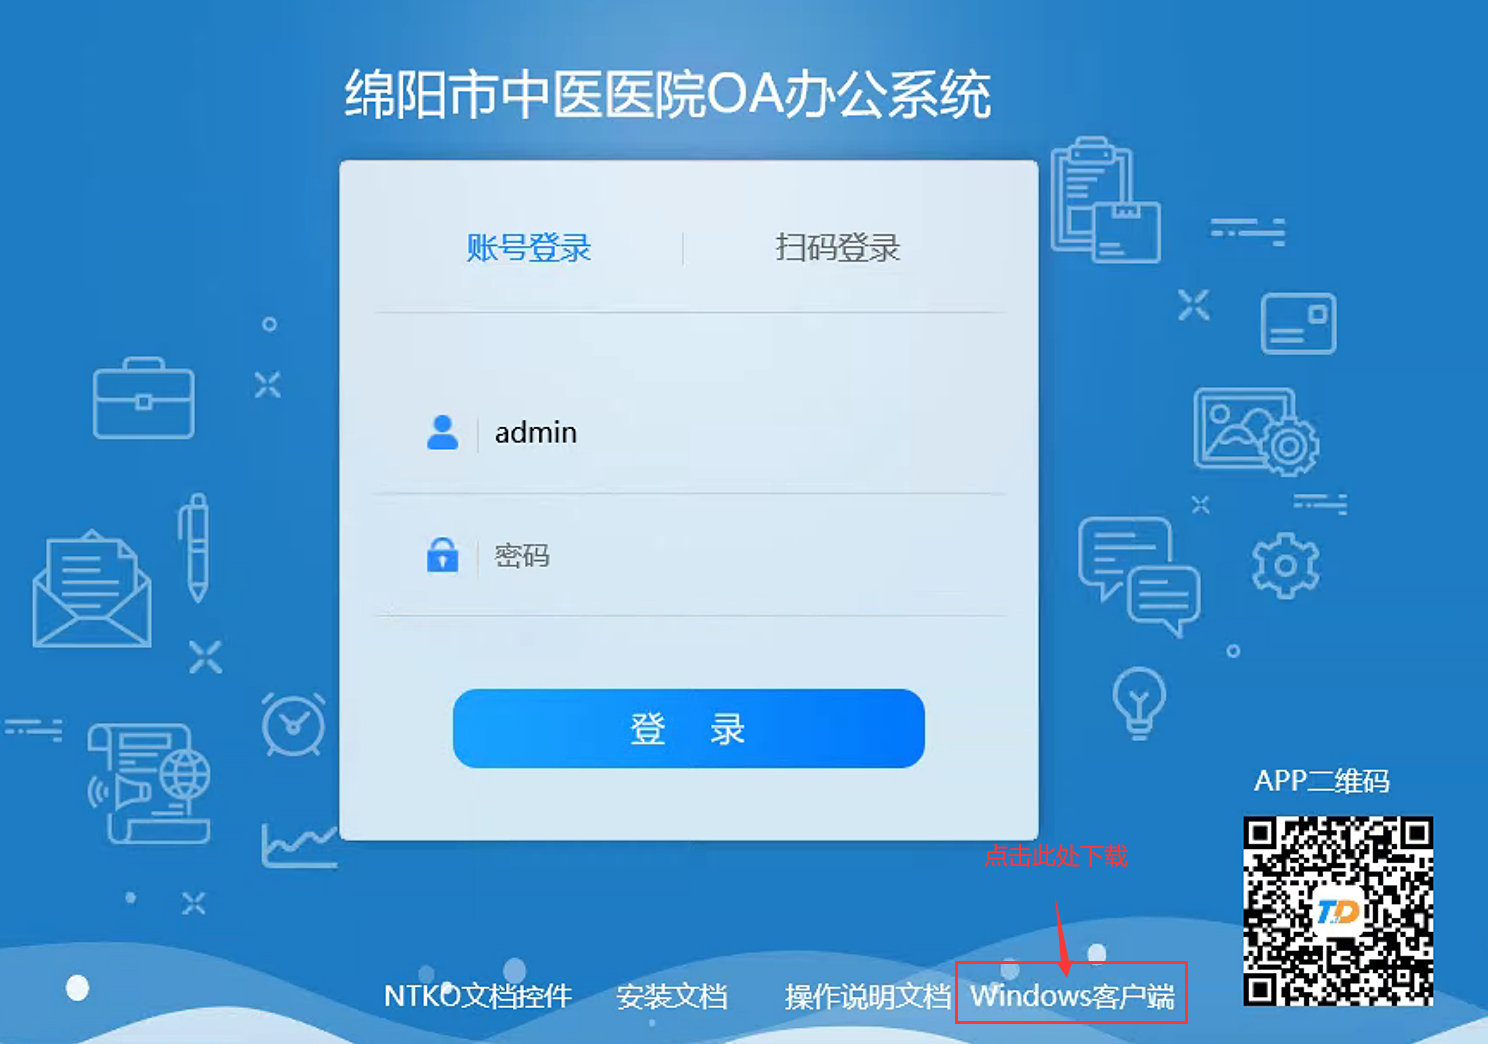 绵阳市中医医院OA办公系统
账号登录 扫码登录
admin
密码
登 录
APP二维码
TD
点击此处下载
NTKO文档控件 安装文档 操作说明文档 Windows客户端